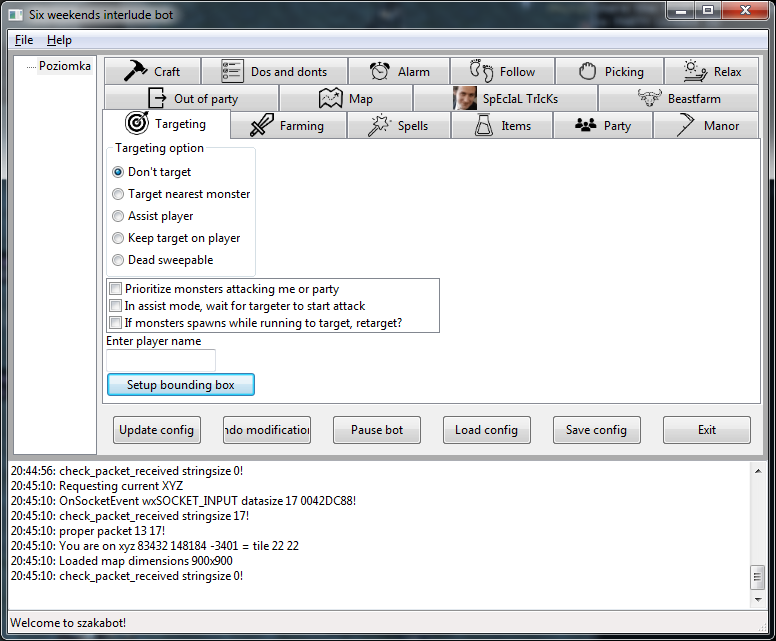 Six weekends interlude bot
File Help
Poziomka
Craft Dos and donts Alarm Follow Picking Relax
Out of party Map SpEcIaL TrIcKs Beastfarm
Targeting Farming Spells Items Party Manor
Targeting option
Don't target
Target nearest monster
Assist player
Keep target on player
Dead sweepable
Prioritize monsters attacking me or party
In assist mode, wait for targeter to start attack
If monsters spawns while running to target, retarget?
Enter player name
Setup bounding box
Update config ndo modification Pause bot Load config Save config Exit
20:44:56: check_packet_received stringsize 0!
20:45:10: Requesting current XYZ
20:45:10: OnSocketEvent wxSOCKET_INPUT datasize 17 0042DC88!
20:45:10: check_packet_received stringsize 17!
20:45:10: proper packet 13 17!
20:45:10: You are on xyz 83432 148184 -3401 = tile 22 22
20:45:10: Loaded map dimensions 900x900
20:45:10: check_packet_received stringsize 0!
Welcome to szakabot!